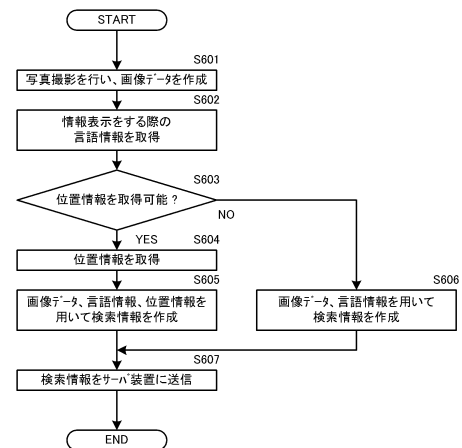 START
S601
写真撮影を行い、画像データを作成
S602
情報表示をする際の
言語情報を取得
S603
位置情報を取得可能？
NO
YES
S604
位置情報を取得
S605
画像データ、言語情報、位置情報を
用いて検索情報を作成
S606
画像データ、言語情報を用いて
検索情報を作成
S607
検索情報をサーバ装置に送信
END